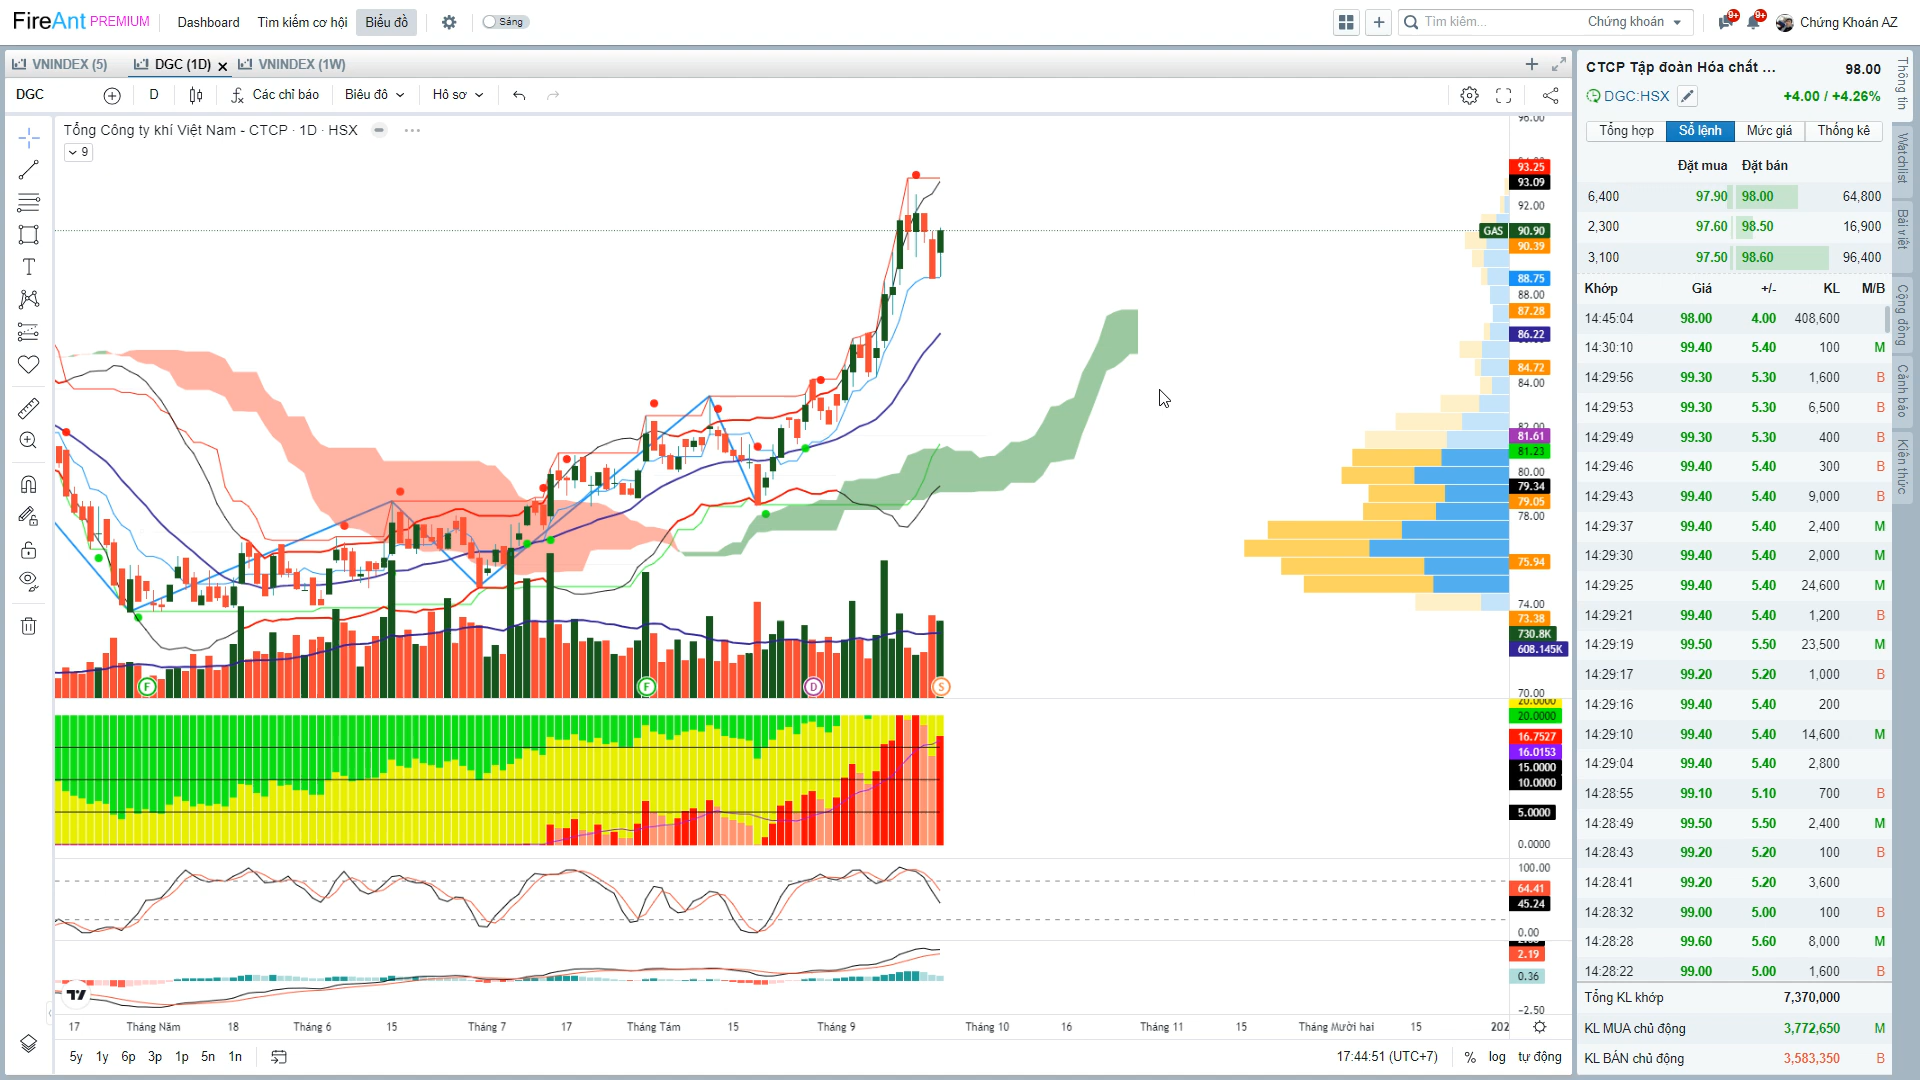 FireAnt PREMIUM Dashboard Tìm kiếm cơ hội Biểu đồ Sáng Tìm kiếm... Chứng khoán 9+ 9+ Chứng Khoán AZ
VNINDEX (5) DGC (1D) VNINDEX (1W)
DGC D Các chỉ báo Biểu đồ Hồ sơ
Tổng Công ty khí Việt Nam - CTCP · 1D · HSX
9
96.00
93.25
93.09
92.00
GAS 90.90
90.39
88.75
88.00
87.28
86.22
84.72
84.00
81.61
81.23
80.00
79.34
79.05
78.00
75.94
74.00
73.38
730.8K
608.145K
70.00
F F D S
20.0000
20.0000
16.7527
16.0153
15.0000
10.0000
5.0000
0.0000
100.00
64.41
45.24
0.00
2.19
0.36
−2.50
17 Tháng Năm 18 Tháng 6 15 Tháng 7 17 Tháng Tám 15 Tháng 9 Tháng 10 16 Tháng 11 15 Tháng Mười hai 15 202
5y 1y 6p 3p 1p 5n 1n 17:44:51 (UTC+7) % log tự động
CTCP Tập đoàn Hóa chất ... 98.00
DGC:HSX +4.00 / +4.26%
Tổng hợp Sổ lệnh Mức giá Thống kê
Đặt mua Đặt bán
6,400 97.90 98.00 64,800
2,300 97.60 98.50 16,900
3,100 97.50 98.60 96,400
Khớp Giá +/- KL M/B
14:45:04 98.00 4.00 408,600
14:30:10 99.40 5.40 100 M
14:29:56 99.30 5.30 1,600 B
14:29:53 99.30 5.30 6,500 B
14:29:49 99.30 5.30 400 B
14:29:46 99.40 5.40 300 B
14:29:43 99.40 5.40 9,000 B
14:29:37 99.40 5.40 2,400 M
14:29:30 99.40 5.40 2,000 M
14:29:25 99.40 5.40 24,600 M
14:29:21 99.40 5.40 1,200 B
14:29:19 99.50 5.50 23,500 M
14:29:17 99.20 5.20 1,000 B
14:29:16 99.40 5.40 200
14:29:10 99.40 5.40 14,600 M
14:29:04 99.40 5.40 2,800
14:28:55 99.10 5.10 700 B
14:28:49 99.50 5.50 2,400 M
14:28:43 99.20 5.20 100 B
14:28:41 99.20 5.20 3,600
14:28:32 99.00 5.00 100 B
14:28:28 99.60 5.60 8,000 M
14:28:22 99.00 5.00 1,600 B
Tổng KL khớp 7,370,000
KL MUA chủ động 3,772,650 M
KL BÁN chủ động 3,583,350 B
Thông tin
Watchlist
Bài viết
Cộng đồng
Cảnh báo
Kiến thức